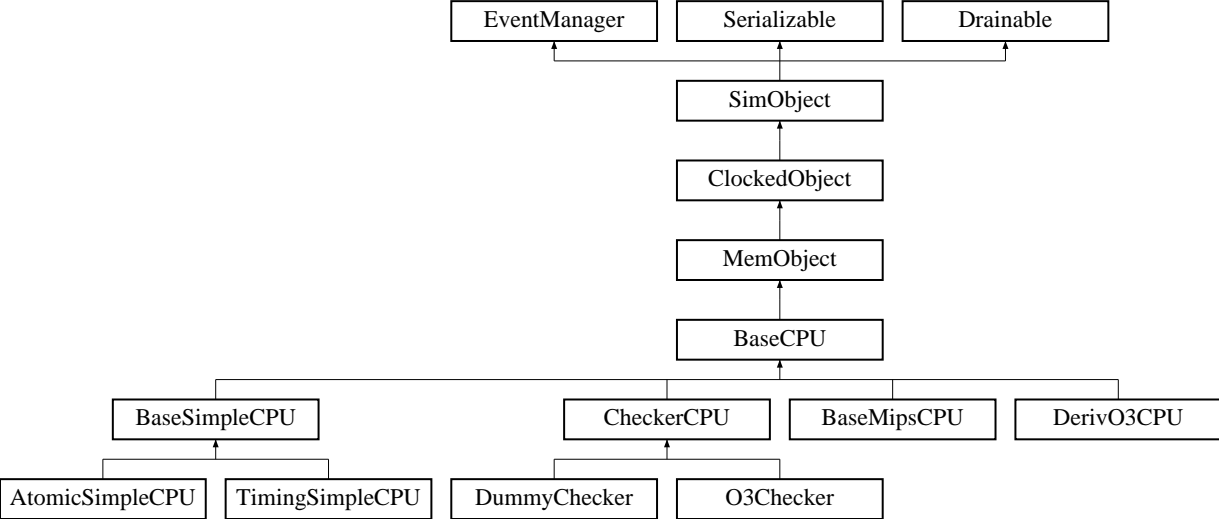 EventManager
Serializable
Drainable
SimObject
ClockedObject
MemObject
BaseCPU
BaseSimpleCPU
CheckerCPU
BaseMipsCPU
DerivO3CPU
AtomicSimpleCPU
TimingSimpleCPU
DummyChecker
O3Checker